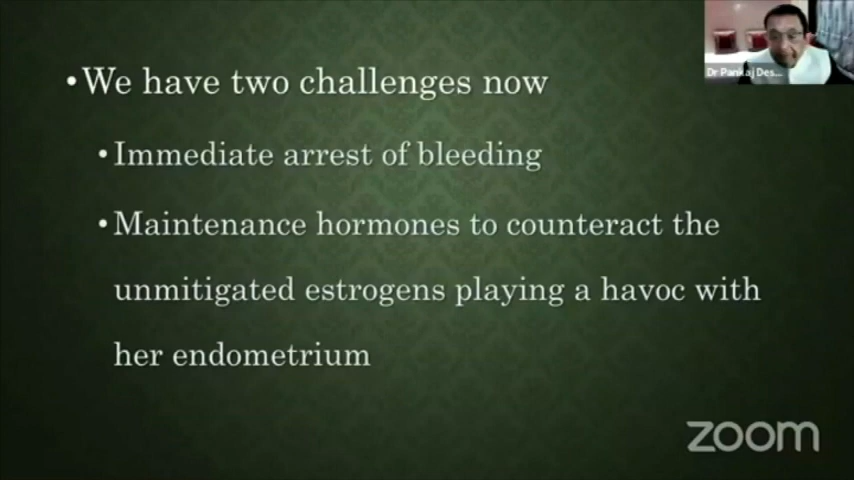 •We have two challenges now
Dr Pankaj Des...
•Immediate arrest of bleeding
•Maintenance hormones to counteract the
unmitigated estrogens playing a havoc with
her endometrium
zoom